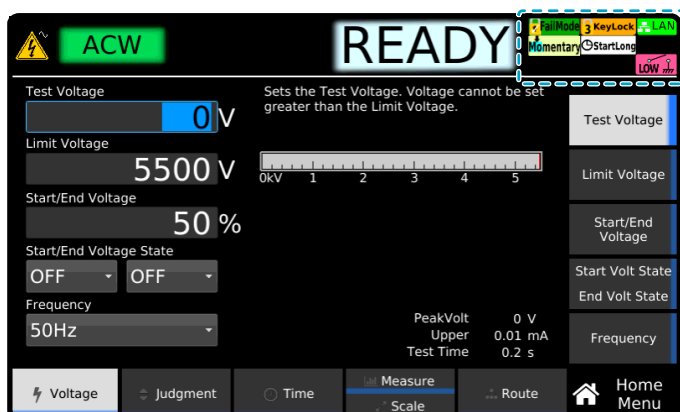 ACW
READY
FailMode 3 KeyLock LAN
Momentary StartLong
LOW
Test Voltage
0 V
Limit Voltage
5500 V
Start/End Voltage
50 %
Start/End Voltage State
OFF OFF
Frequency
50Hz
Sets the Test Voltage. Voltage cannot be set
greater than the Limit Voltage.
0kV 1 2 3 4 5
PeakVolt 0 V
Upper 0.01 mA
Test Time 0.2 s
Test Voltage
Limit Voltage
Start/End
Voltage
Start Volt State
End Volt State
Frequency
Voltage
Judgment
Time
Measure
Scale
Route
Home
Menu